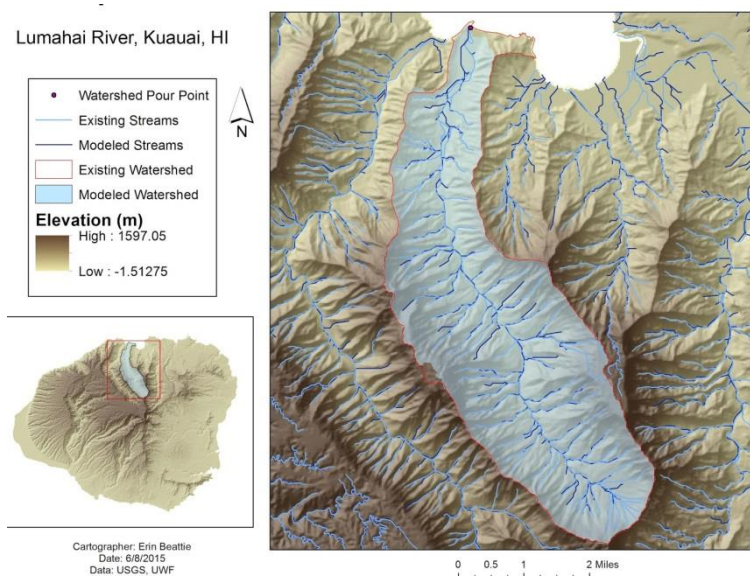 Lumahai River, Kuauai, HI
Watershed Pour Point
Existing Streams
Modeled Streams
Existing Watershed
Modeled Watershed
N
Elevation (m)
High : 1597.05
Low : -1.51275
Cartographer: Erin Beattie
Date: 6/8/2015
Data: USGS, UWF
0 0.5 1 2 Miles